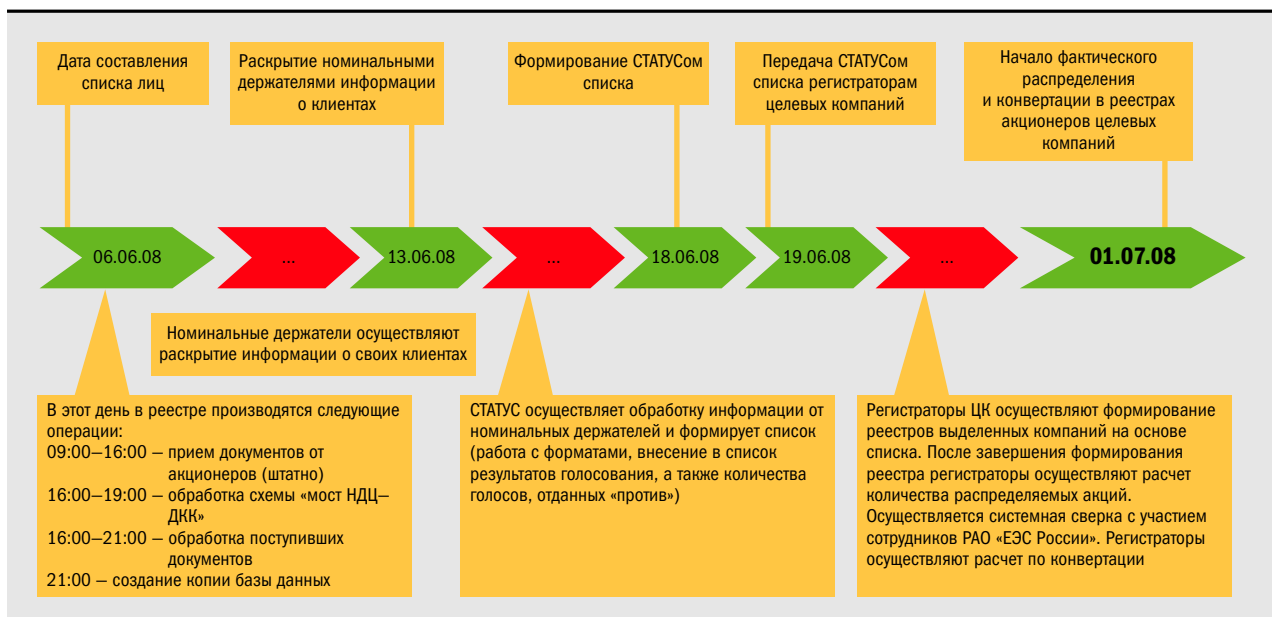 Дата составления
списка лиц
Раскрытие номинальными
держателями информации
о клиентах
Формирование СТАТУСом
списка
Передача СТАТУСом
списка регистраторам
целевых компаний
Начало фактического
распределения
и конвертации в реестрах
акционеров целевых
компаний
06.06.08
...
13.06.08
...
18.06.08
19.06.08
...
01.07.08
Номинальные держатели осуществляют
раскрытие информации о своих клиентах
В этот день в реестре производятся следующие
операции:
09:00—16:00 — прием документов от
акционеров (штатно)
16:00—19:00 — обработка схемы «мост НДЦ—
ДКК»
16:00—21:00 — обработка поступивших
документов
21:00 — создание копии базы данных
СТАТУС осуществляет обработку информации от
номинальных держателей и формирует список
(работа с форматами, внесение в список
результатов голосования, а также количества
голосов, отданных «против»)
Регистраторы ЦК осуществляют формирование
реестров выделенных компаний на основе
списка. После завершения формирования
реестра регистраторы осуществляют расчет
количества распределяемых акций.
Осуществляется системная сверка с участием
сотрудников РАО «ЕЭС России». Регистраторы
осуществляют расчет по конвертации